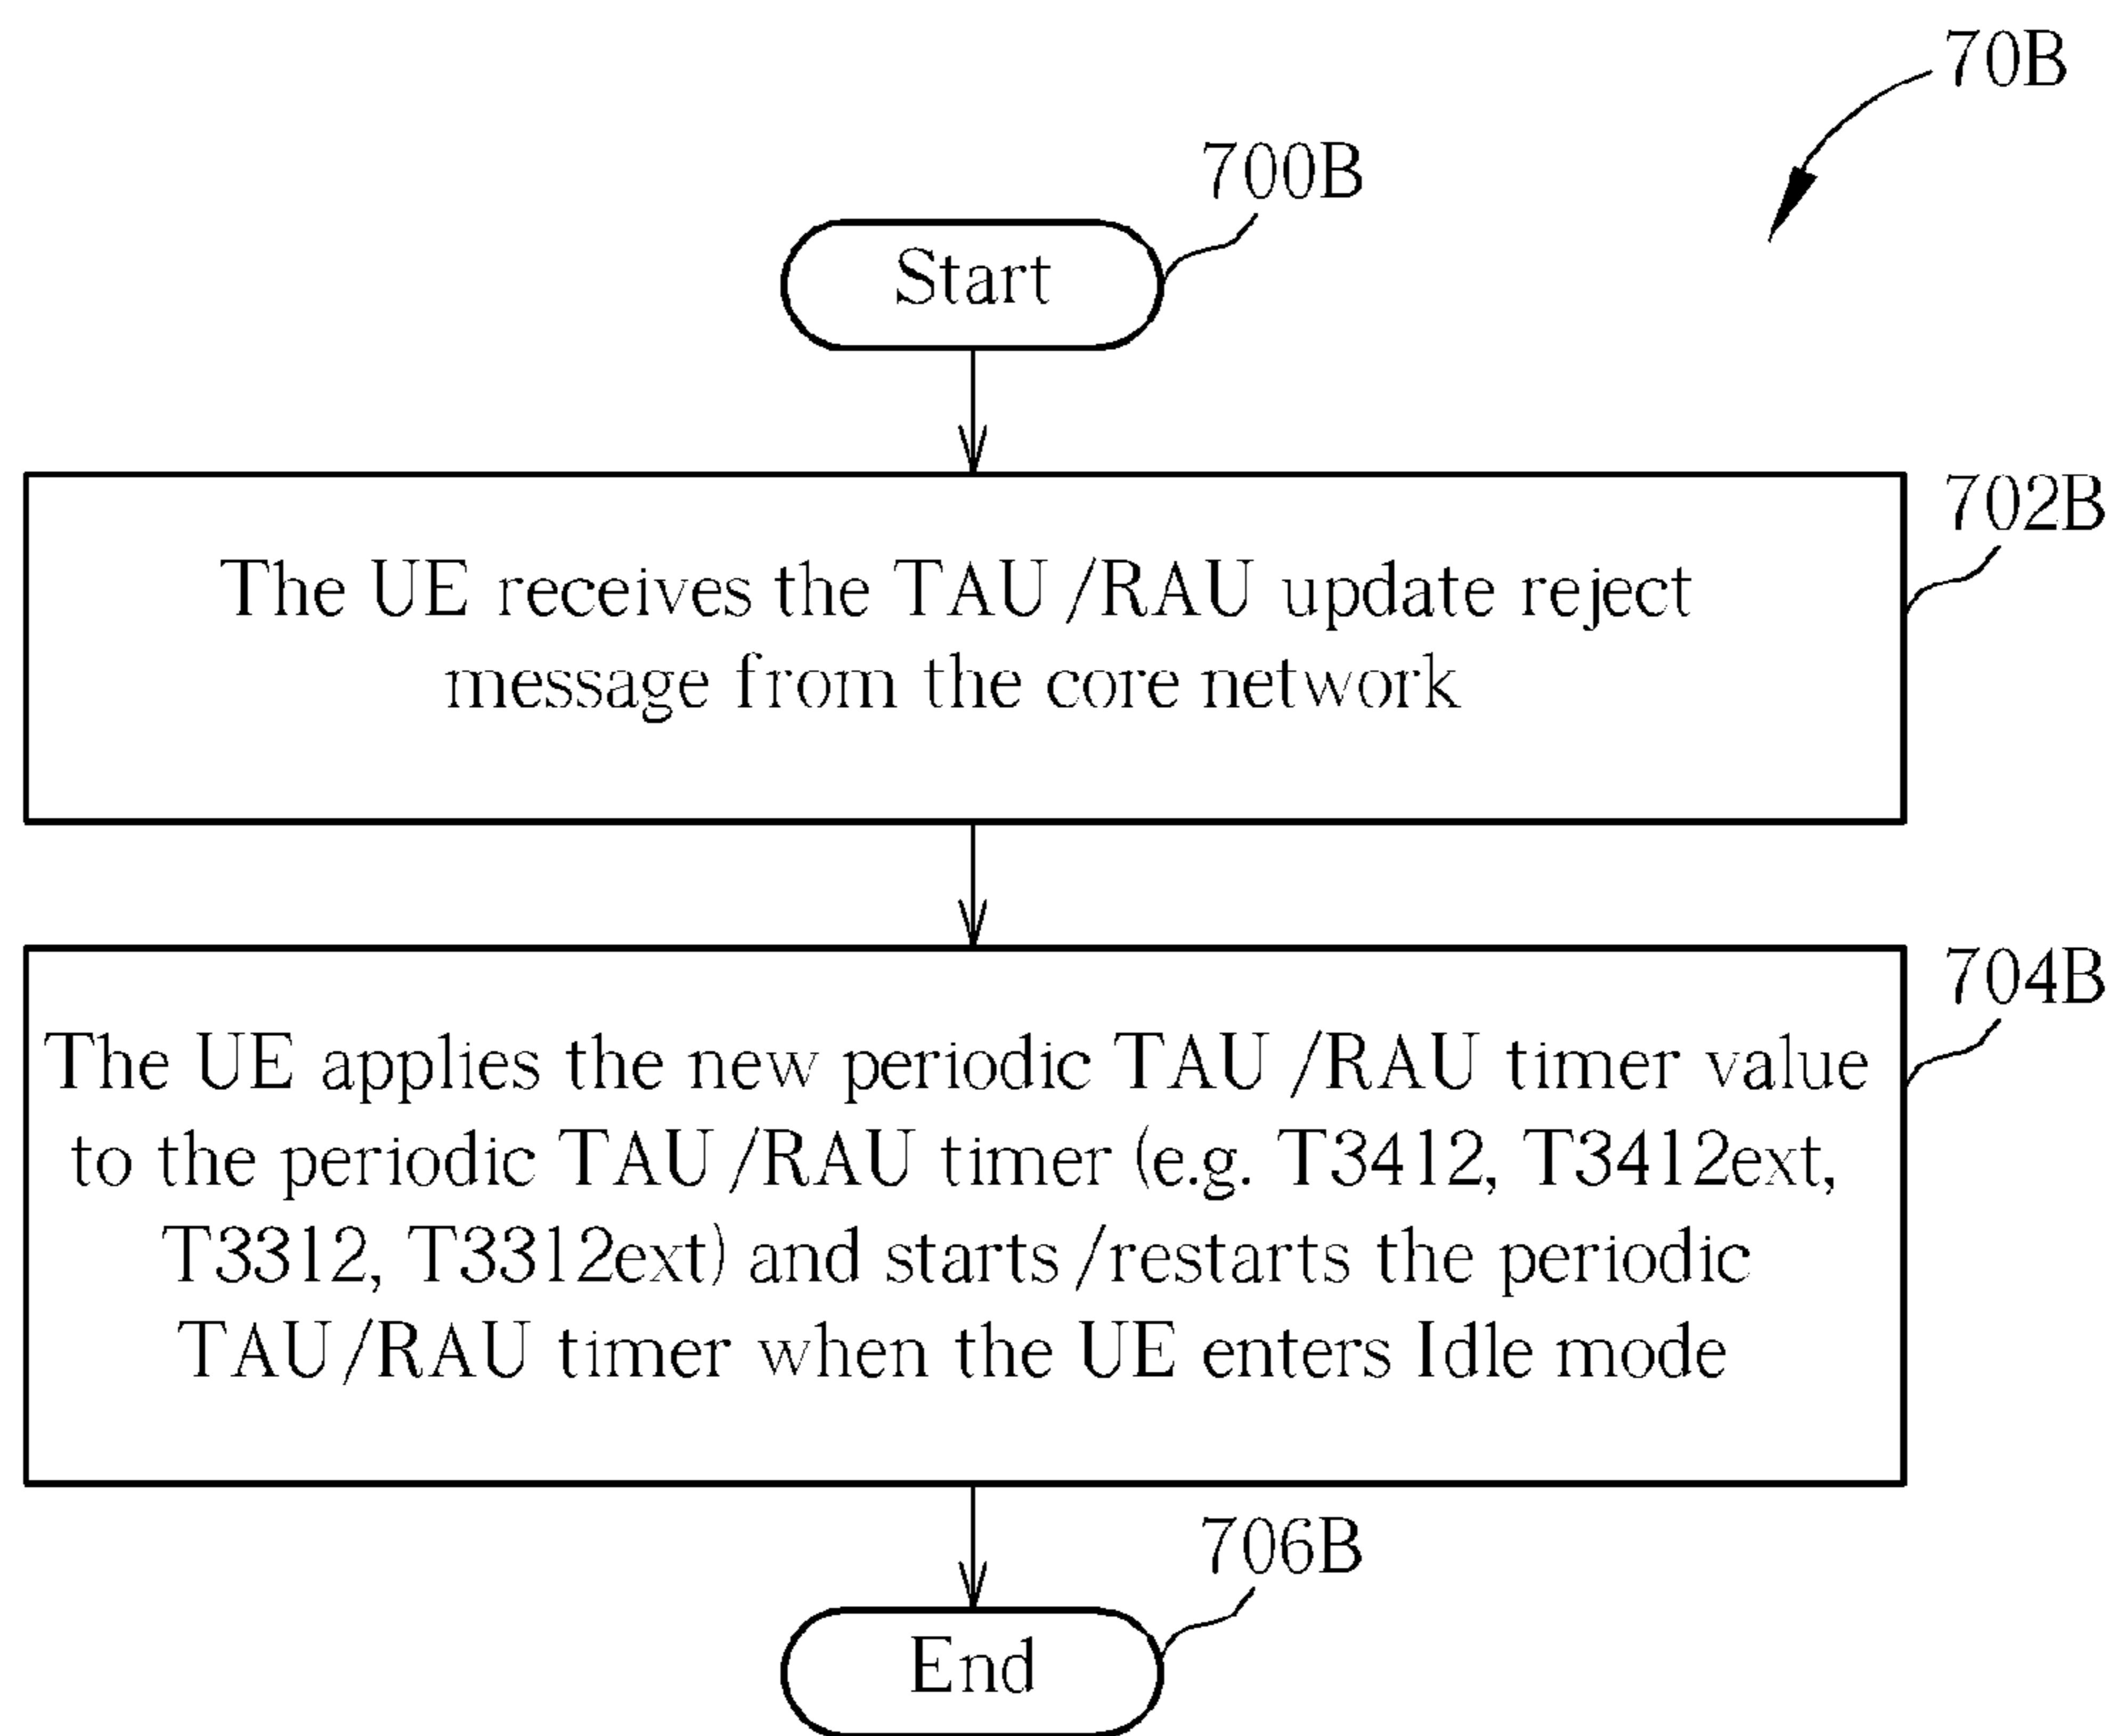 70B
700B
Start
702B
The UE receives the TAU /RAU update reject
message from the core network
704B
The UE applies the new periodic TAU /RAU timer value
to the periodic TAU /RAU timer (e.g. T3412, T3412ext,
T3312, T3312ext) and starts /restarts the periodic
TAU/RAU timer when the UE enters Idle mode
706B
End